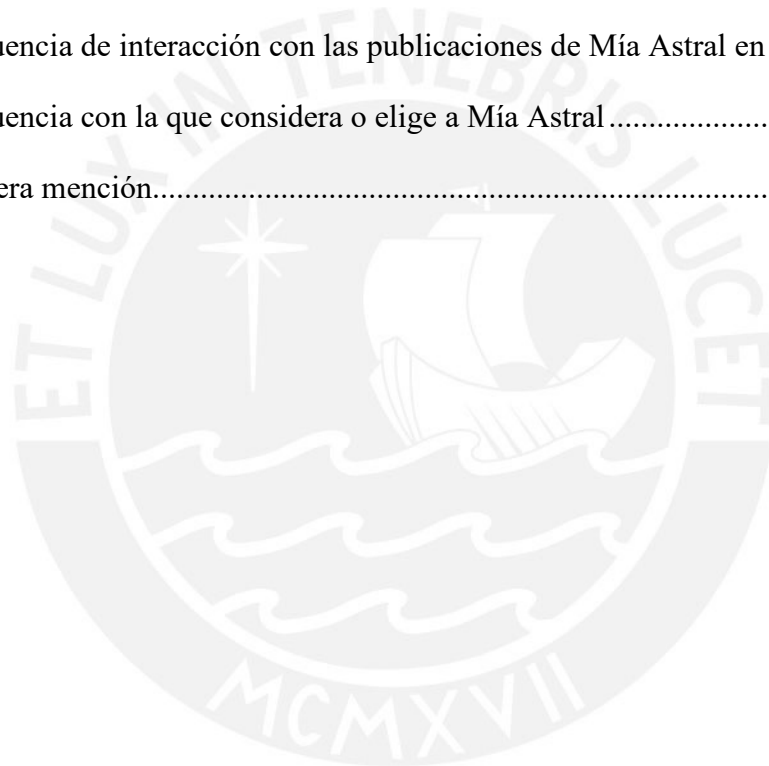 uencia de interacción con las publicaciones de Mía Astral en
uencia con la que considera o elige a Mía Astral......................
era mención...............................................................................
ET LUX IN TENEBRIS LUCET
MCMXVII